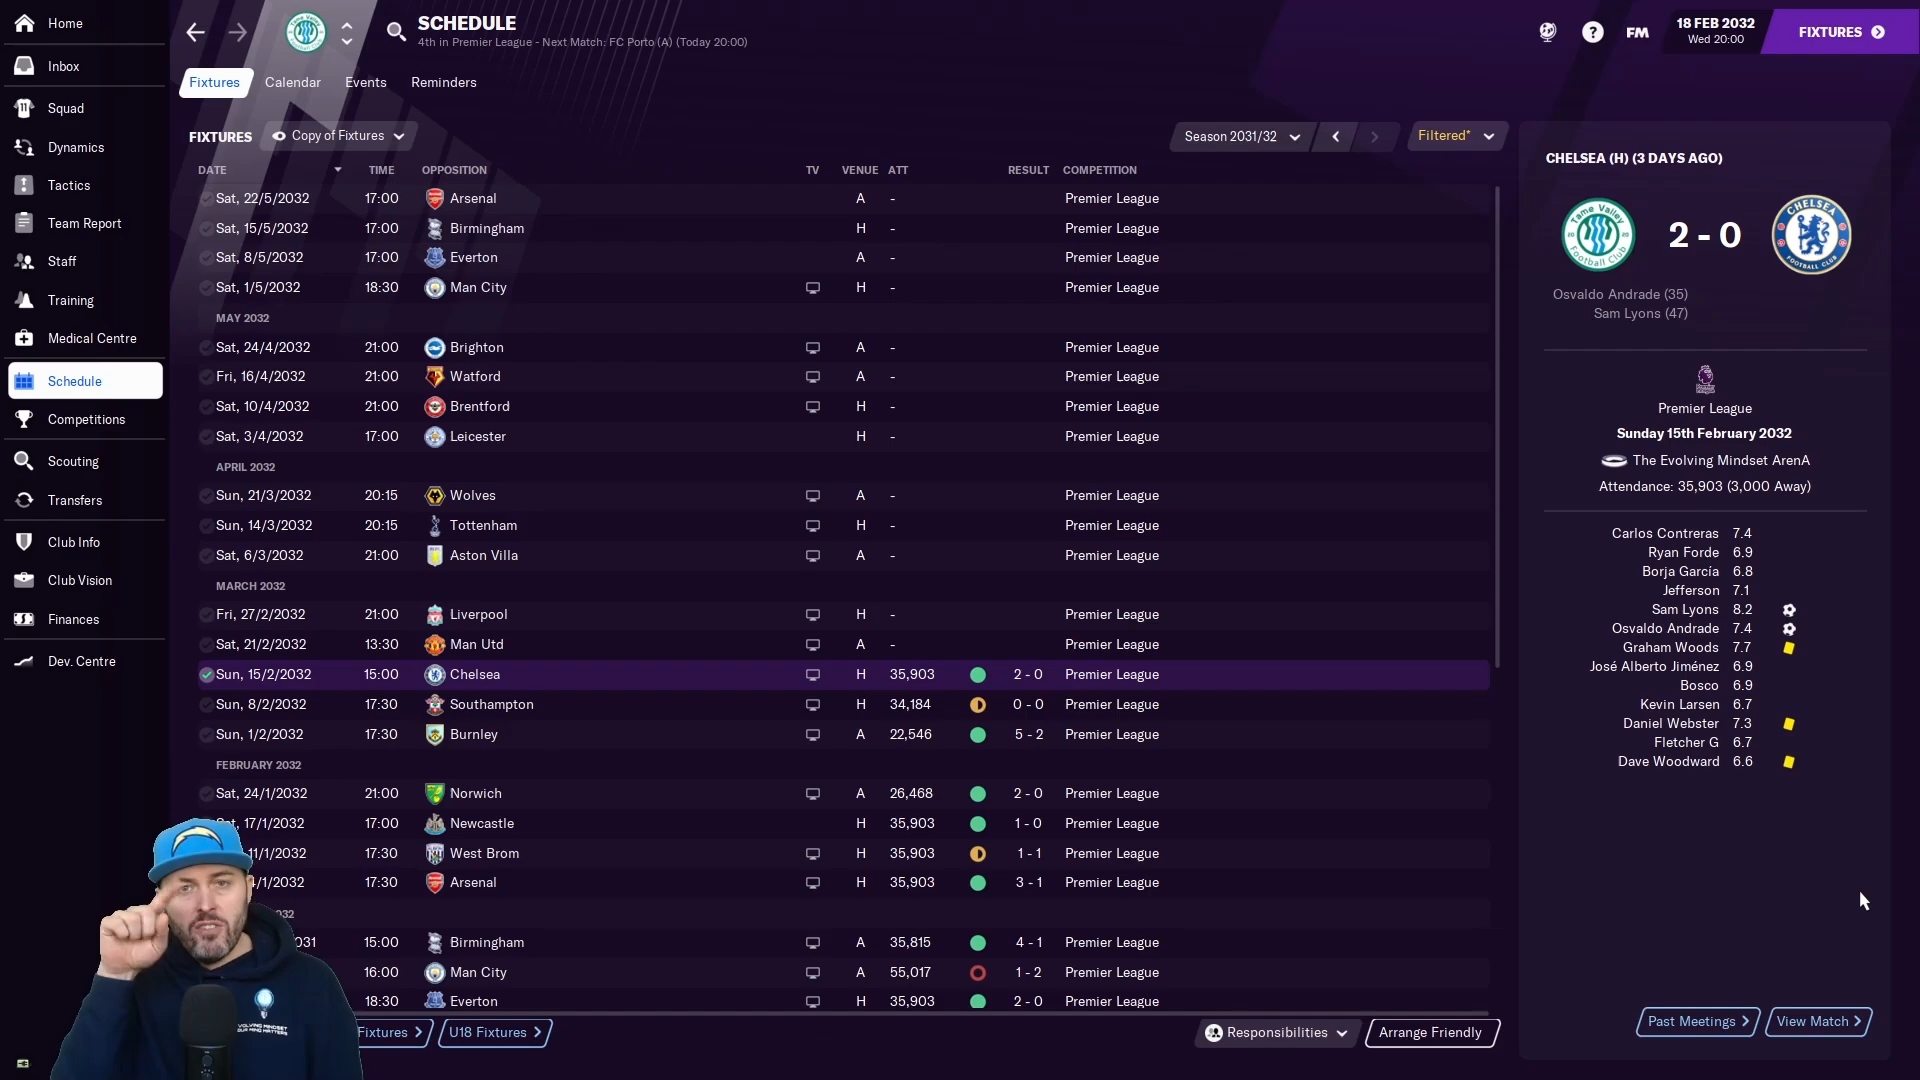 Home
Inbox
Squad
Dynamics
Tactics
Team Report
Staff
Training
Medical Centre
Schedule
Competitions
Scouting
Transfers
Club Info
Club Vision
Finances
Dev. Centre
SCHEDULE
4th in Premier League - Next Match: FC Porto (A) (Today 20:00)
FM
18 FEB 2032
Wed 20:00
FIXTURES
Fixtures Calendar Events Reminders
FIXTURES Copy of Fixtures Season 2031/32 Filtered*
DATE TIME OPPOSITION TV VENUE ATT RESULT COMPETITION
Sat, 22/5/2032 17:00 Arsenal A - Premier League
Sat, 15/5/2032 17:00 Birmingham H - Premier League
Sat, 8/5/2032 17:00 Everton A - Premier League
Sat, 1/5/2032 18:30 Man City H - Premier League
MAY 2032
Sat, 24/4/2032 21:00 Brighton A - Premier League
Fri, 16/4/2032 21:00 Watford A - Premier League
Sat, 10/4/2032 21:00 Brentford H - Premier League
Sat, 3/4/2032 17:00 Leicester H - Premier League
APRIL 2032
Sun, 21/3/2032 20:15 Wolves A - Premier League
Sun, 14/3/2032 20:15 Tottenham H - Premier League
Sat, 6/3/2032 21:00 Aston Villa A - Premier League
MARCH 2032
Fri, 27/2/2032 21:00 Liverpool H - Premier League
Sat, 21/2/2032 13:30 Man Utd A - Premier League
Sun, 15/2/2032 15:00 Chelsea H 35,903 2 - 0 Premier League
Sun, 8/2/2032 17:30 Southampton H 34,184 0 - 0 Premier League
Sun, 1/2/2032 17:30 Burnley A 22,546 5 - 2 Premier League
FEBRUARY 2032
Sat, 24/1/2032 21:00 Norwich A 26,468 2 - 0 Premier League
17/1/2032 17:00 Newcastle H 35,903 1 - 0 Premier League
11/1/2032 17:30 West Brom H 35,903 1 - 1 Premier League
/1/2032 17:30 Arsenal H 35,903 3 - 1 Premier League
032
031 15:00 Birmingham A 35,815 4 - 1 Premier League
16:00 Man City A 55,017 1 - 2 Premier League
18:30 Everton H 35,903 2 - 0 Premier League
Fixtures U18 Fixtures Responsibilities Arrange Friendly
CHELSEA (H) (3 DAYS AGO)
Tame Valley
20 20
Football Club
2 - 0
CHELSEA
FOOTBALL CLUB
Osvaldo Andrade (35)
Sam Lyons (47)
Premier League
Sunday 15th February 2032
The Evolving Mindset ArenA
Attendance: 35,903 (3,000 Away)
Carlos Contreras 7.4
Ryan Forde 6.9
Borja García 6.8
Jefferson 7.1
Sam Lyons 8.2
Osvaldo Andrade 7.4
Graham Woods 7.7
José Alberto Jiménez 6.9
Bosco 6.9
Kevin Larsen 6.7
Daniel Webster 7.3
Fletcher G 6.7
Dave Woodward 6.6
Past Meetings View Match
VOLVING MINDSET